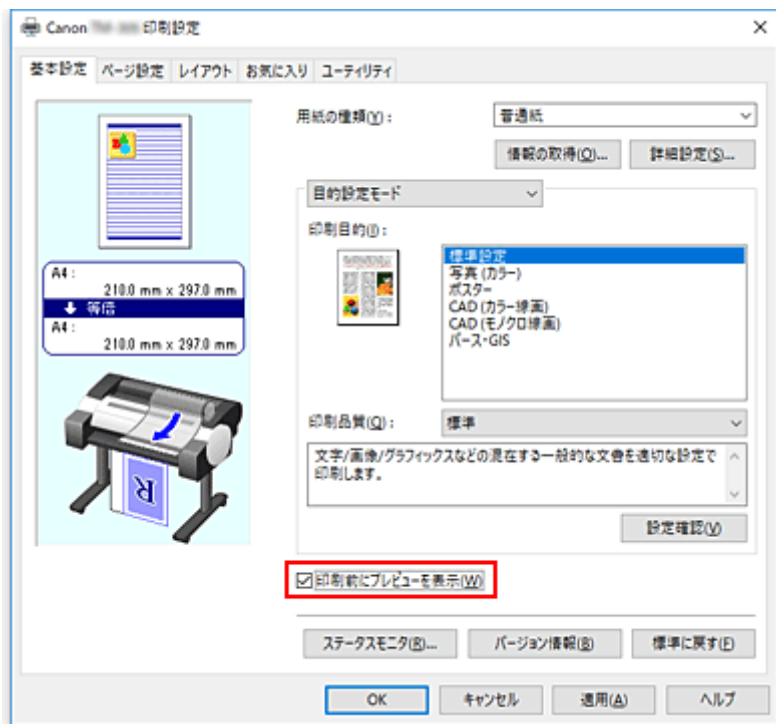 Canon 印刷設定
基本設定 ページ設定 レイアウト お気に入り ユーティリティ
用紙の種類(Y):
普通紙
情報の取得(O)...
詳細設定(S)...
目的設定モード
印刷目的(I):
標準設定
写真 (カラー)
ポスター
CAD (カラー線画)
CAD (モノクロ線画)
パース・GIS
A4:
210.0 mm x 297.0 mm
等倍
A4:
210.0 mm x 297.0 mm
R
印刷品質(Q):
標準
文字/画像/グラフィックスなどの混在する一般的な文書を適切な設定で
印刷します。
設定確認(V)
印刷前にプレビューを表示(W)
ステータスモニタ(R)...
バージョン情報(B)
標準に戻す(F)
OK
キャンセル
適用(A)
ヘルプ